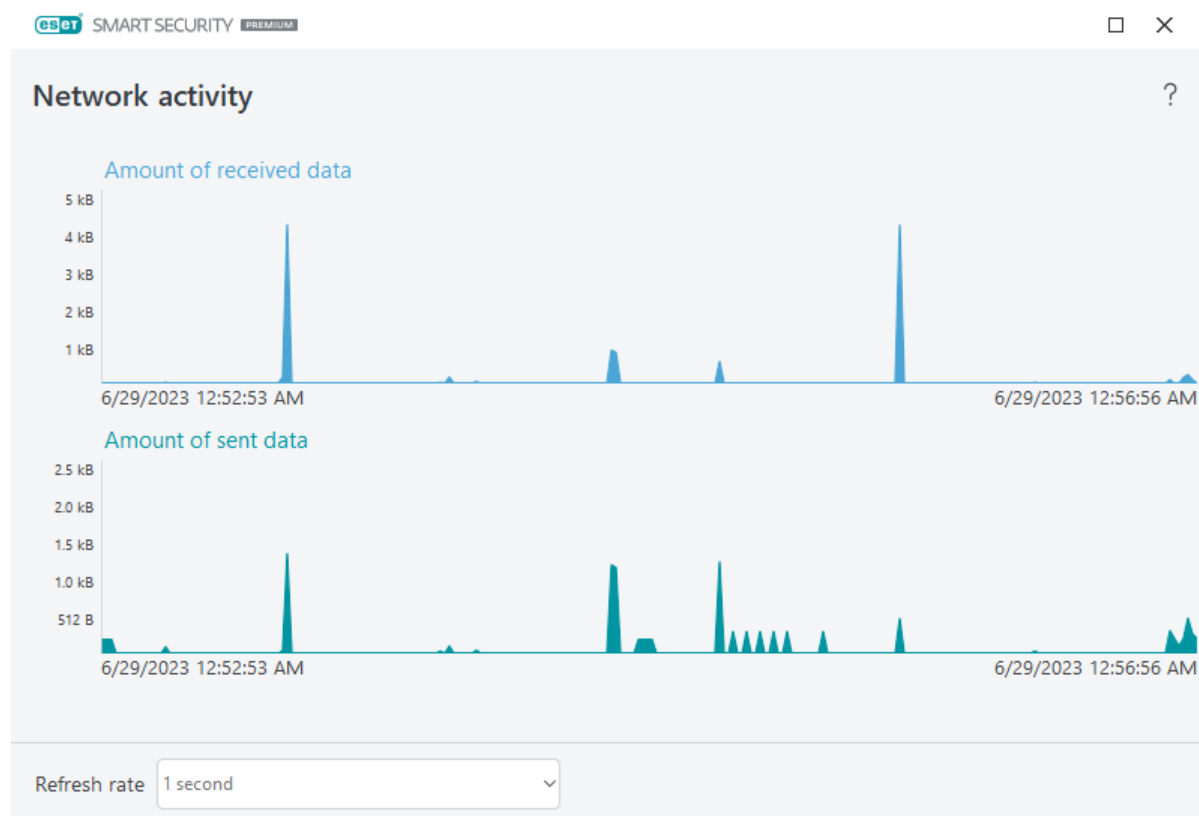 eset SMART SECURITY PREMIUM
Network activity
?
Amount of received data
5 kB
4 kB
3 kB
2 kB
1 kB
6/29/2023 12:52:53 AM 6/29/2023 12:56:56 AM
Amount of sent data
2.5 kB
2.0 kB
1.5 kB
1.0 kB
512 B
6/29/2023 12:52:53 AM 6/29/2023 12:56:56 AM
Refresh rate 1 second